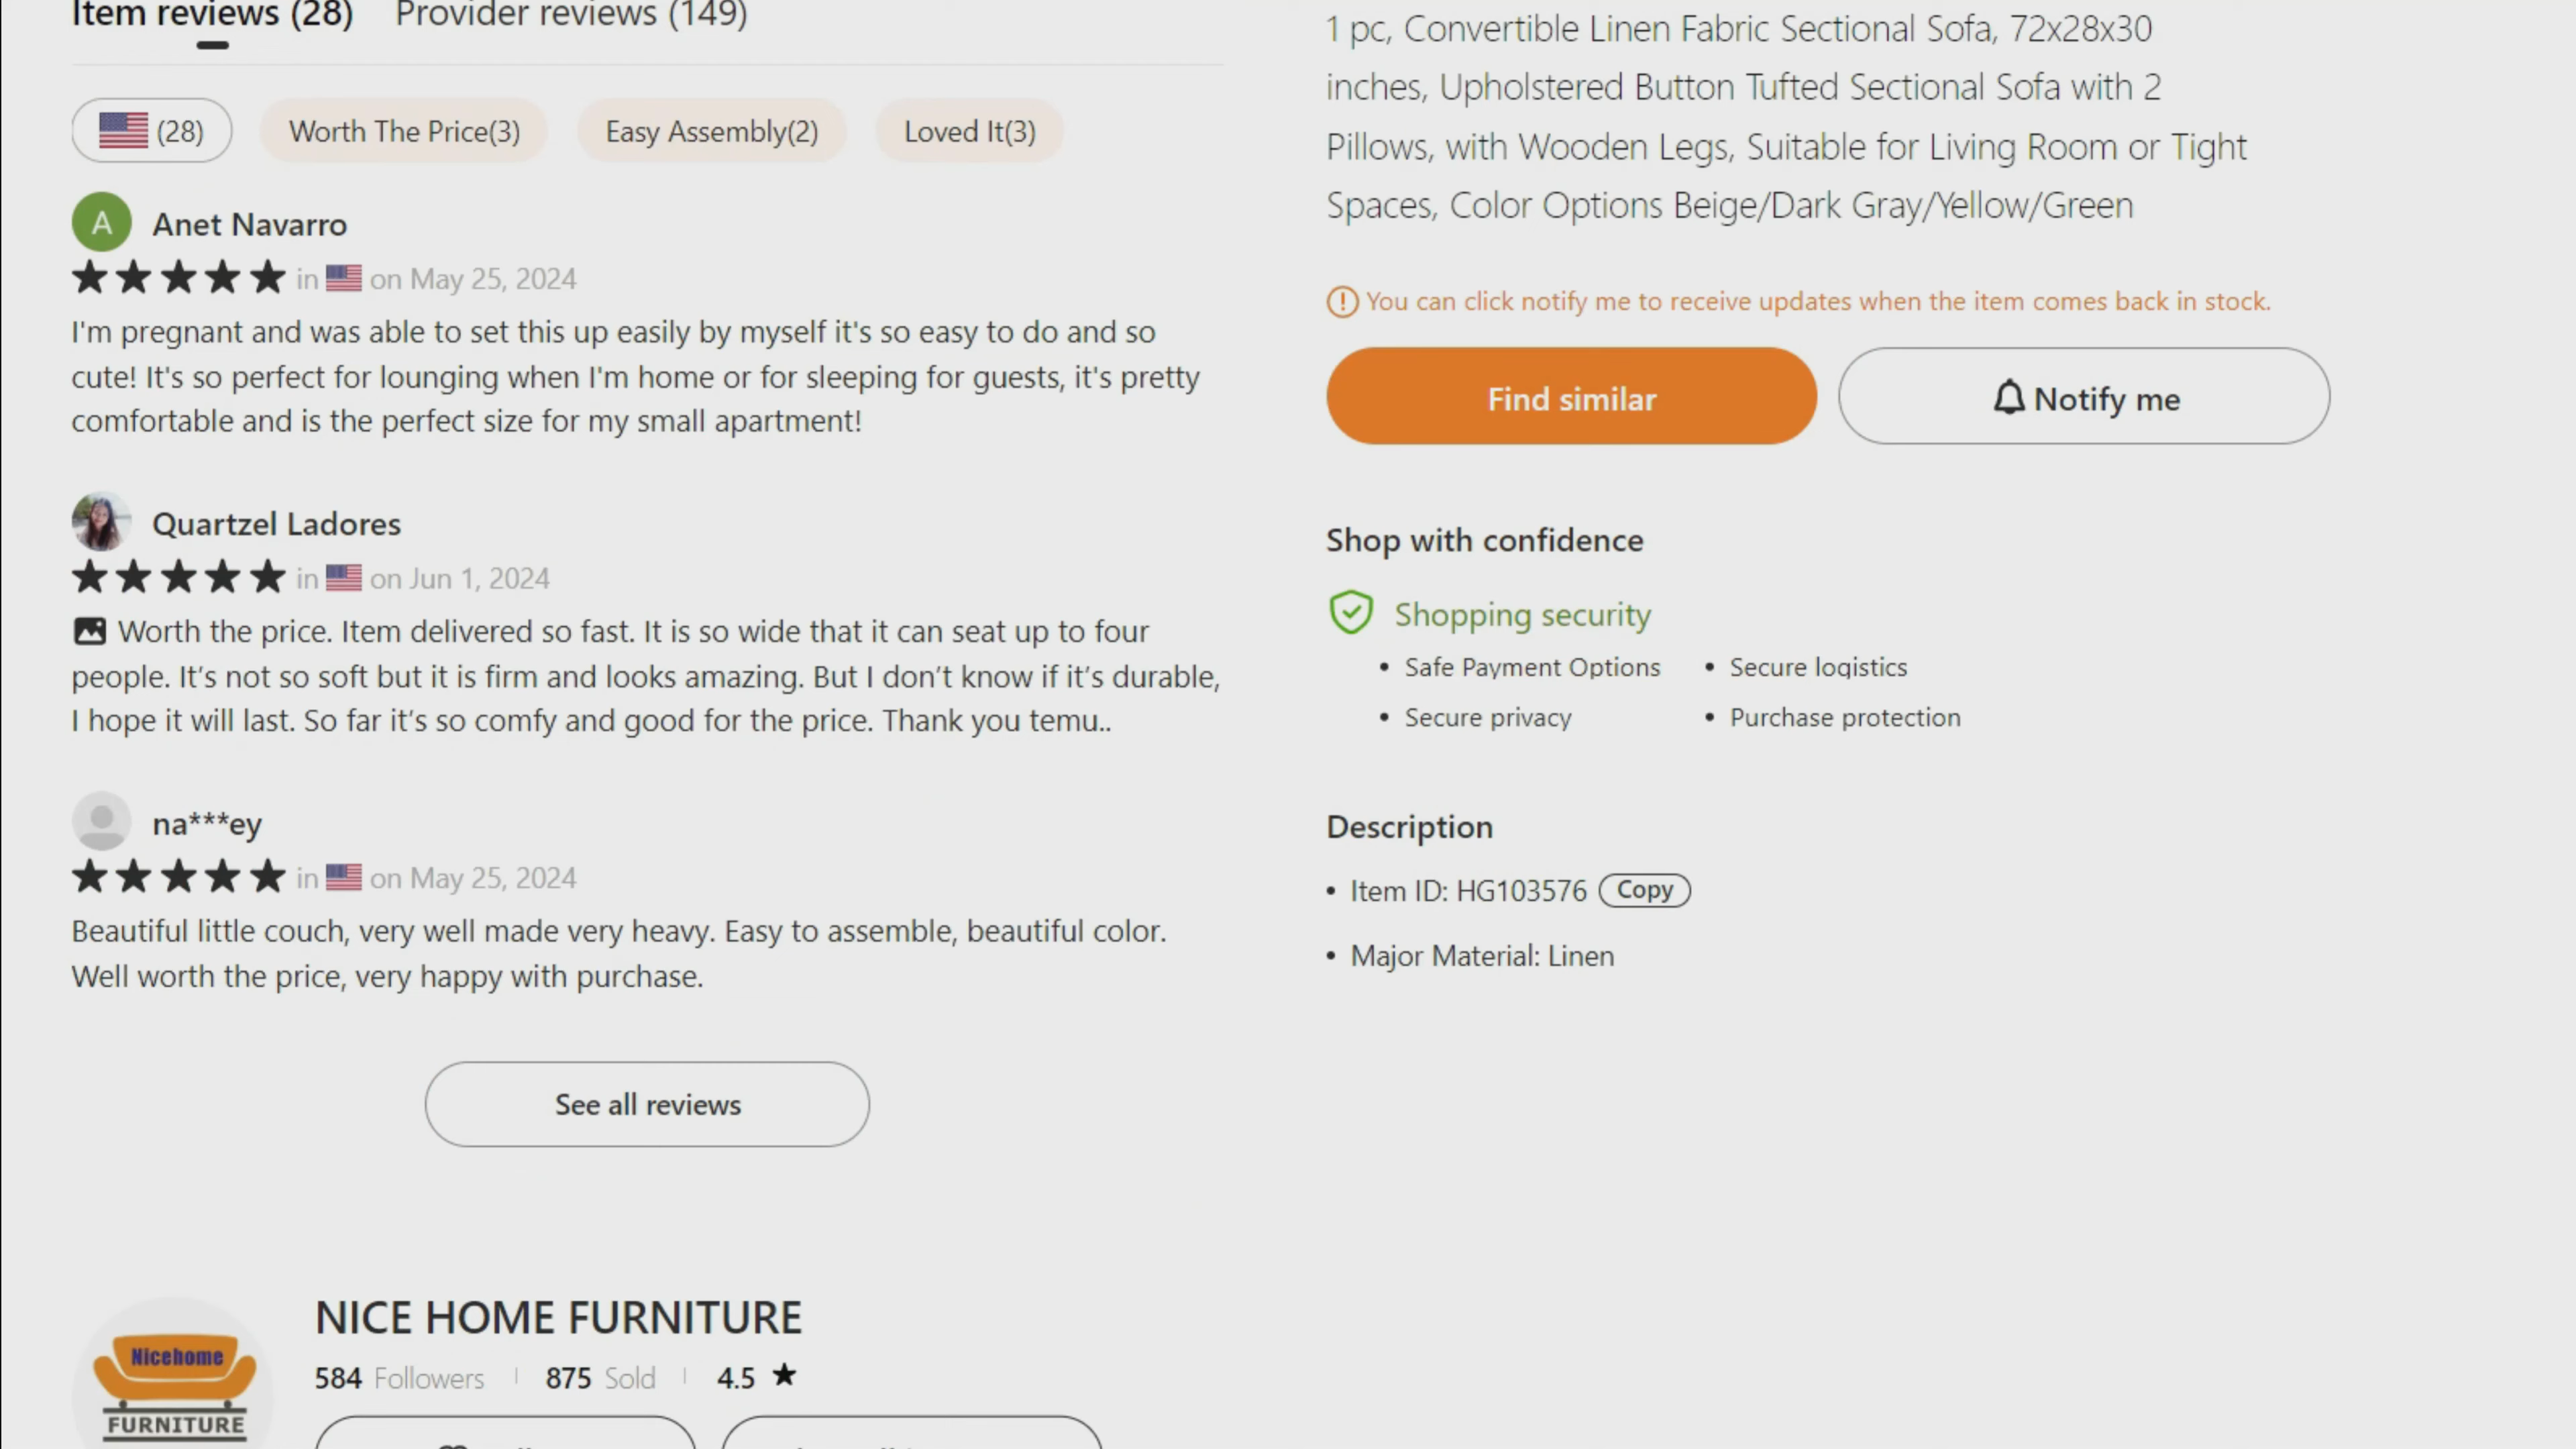 Item reviews (28) Provider reviews (149)
(28) Worth The Price(3) Easy Assembly(2) Loved It(3)
A Anet Navarro
in on May 25, 2024
I'm pregnant and was able to set this up easily by myself it's so easy to do and so
cute! It's so perfect for lounging when I'm home or for sleeping for guests, it's pretty
comfortable and is the perfect size for my small apartment!
Quartzel Ladores
in on Jun 1, 2024
Worth the price. Item delivered so fast. It is so wide that it can seat up to four
people. It’s not so soft but it is firm and looks amazing. But I don’t know if it’s durable,
I hope it will last. So far it’s so comfy and good for the price. Thank you temu..
na***ey
in on May 25, 2024
Beautiful little couch, very well made very heavy. Easy to assemble, beautiful color.
Well worth the price, very happy with purchase.
See all reviews
Nicehome
FURNITURE
NICE HOME FURNITURE
584 Followers 875 Sold 4.5
1 pc, Convertible Linen Fabric Sectional Sofa, 72x28x30
inches, Upholstered Button Tufted Sectional Sofa with 2
Pillows, with Wooden Legs, Suitable for Living Room or Tight
Spaces, Color Options Beige/Dark Gray/Yellow/Green
You can click notify me to receive updates when the item comes back in stock.
Find similar Notify me
Shop with confidence
Shopping security
• Safe Payment Options • Secure logistics
• Secure privacy • Purchase protection
Description
• Item ID: HG103576 Copy
• Major Material: Linen